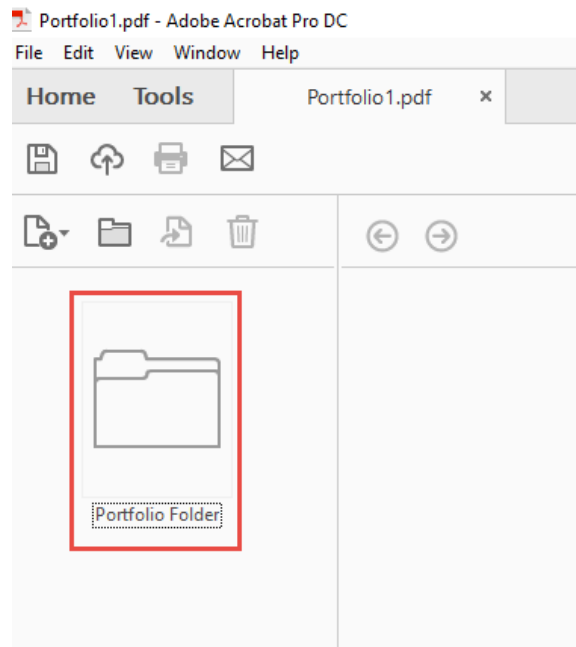 Portfolio1.pdf - Adobe Acrobat Pro DC
File Edit View Window Help
Home Tools Portfolio1.pdf ×
Portfolio Folder